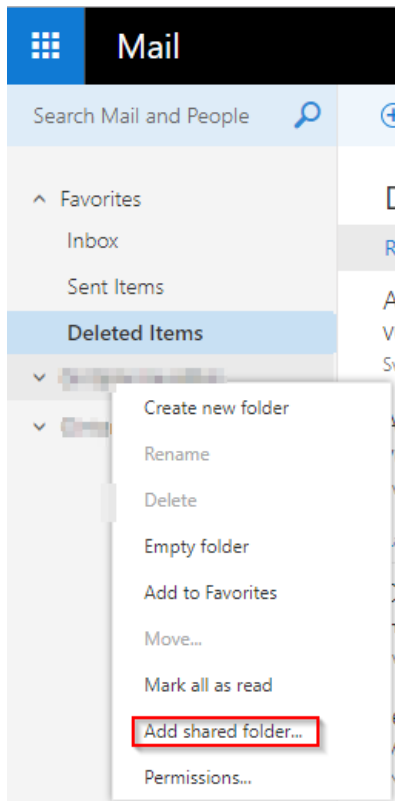 Mail
Search Mail and People
Favorites
Inbox
Sent Items
Deleted Items
Create new folder
Rename
Delete
Empty folder
Add to Favorites
Move...
Mark all as read
Add shared folder...
Permissions...